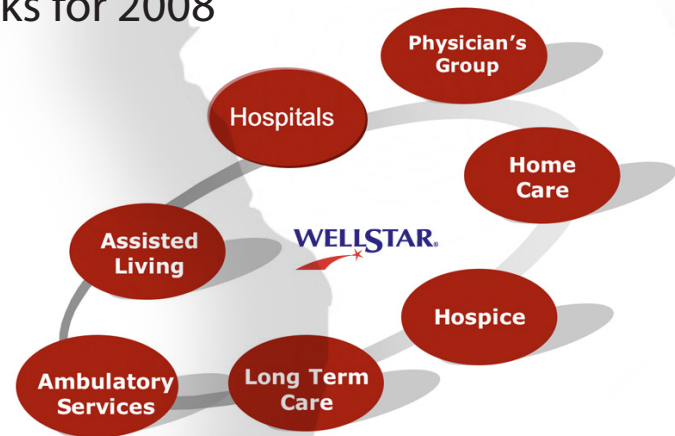 ks for 2008
Physician's
Group
Hospitals
Home
Care
Assisted
Living
WELLSTAR.
Hospice
Long Term
Care
Ambulatory
Services